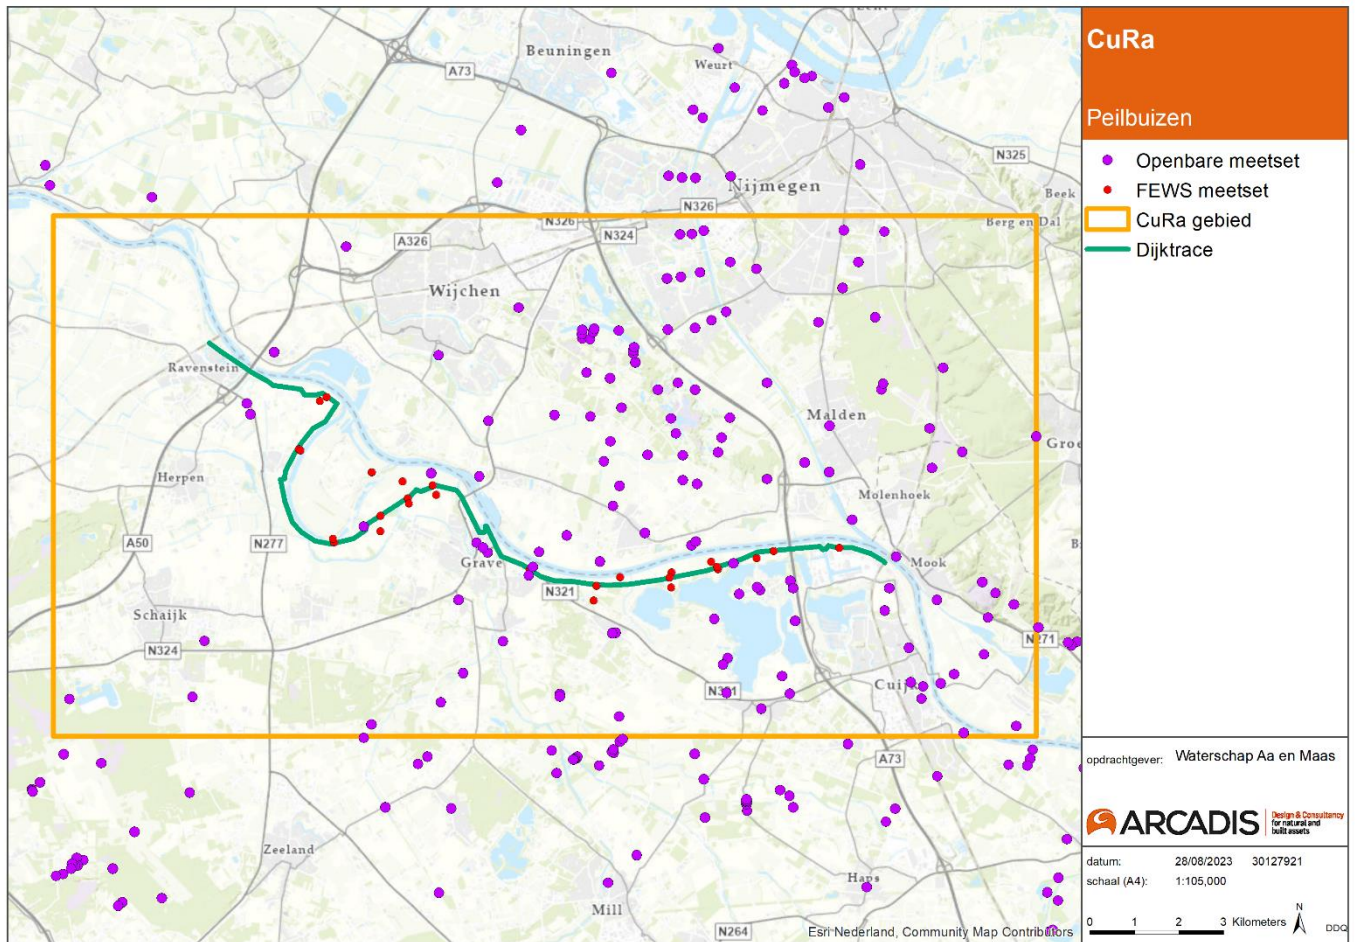 Beuningen
Weurt
A73
N325
Nijmegen
Beek
N326
N326
N324
Berg en Dal
A326
Wijchen
Ravenstein
Malden
Groe
Herpen
Molenhoek
A50
N277
Grave
Mook
N321
Schaijk
N324
N271
Cuijk
A73
Zeeland
Haps
Mill
N264
Esri Nederland, Community Map Contributors
CuRa
Peilbuizen
Openbare meetset
FEWS meetset
CuRa gebied
Dijktrace
opdrachtgever: Waterschap Aa en Maas
ARCADIS
Design & Consultancy
for natural and
built assets
datum: 28/08/2023 30127921
schaal (A4): 1:105,000
N
0 1 2 3 Kilometers
DDQ